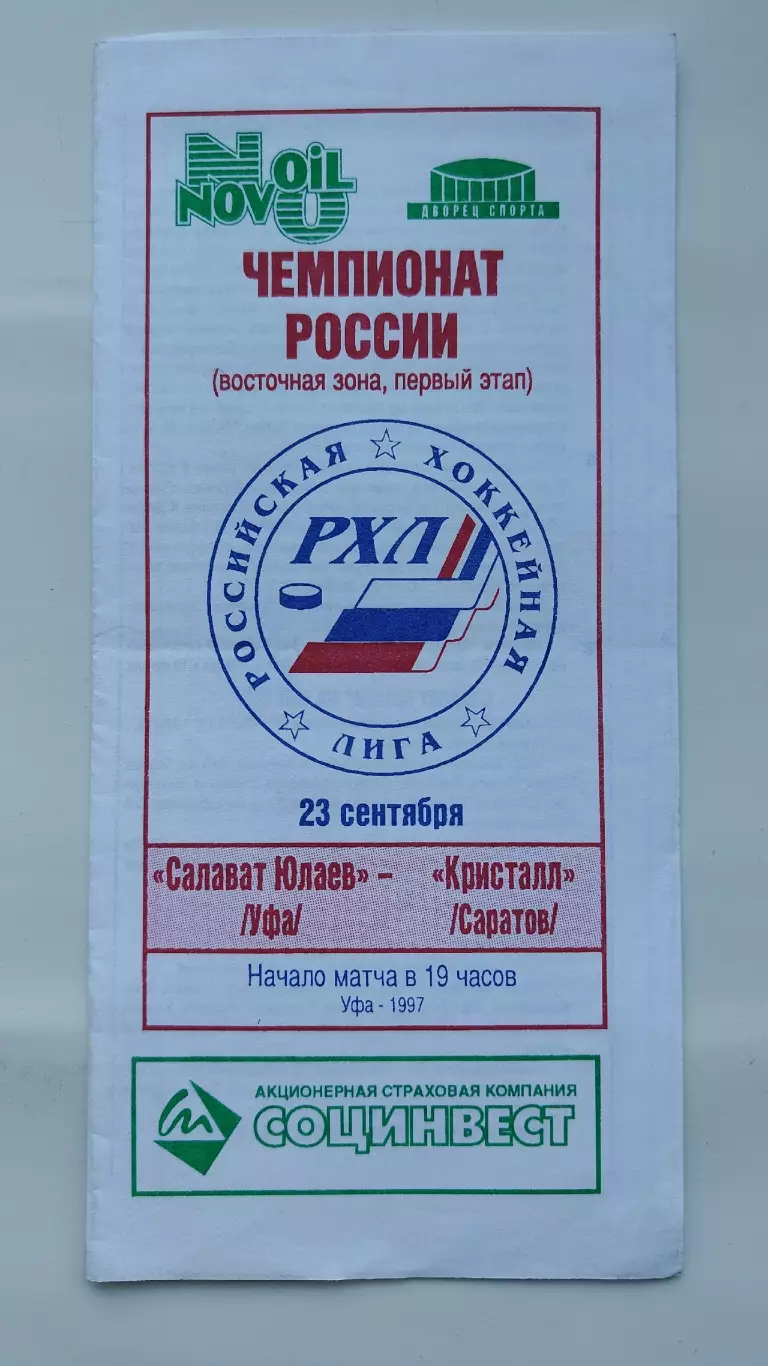 NOVOIL
NU
ДВОРЕЦ СПОРТА
ЧЕМПИОНАТ
РОССИИ
(восточная зона, первый этап)
РОССИЙСКАЯ ХОККЕЙНАЯ
РХЛ
ЛИГА
23 сентября
«Салават Юлаев» – «Кристалл»
/Уфа/ /Саратов/
Начало матча в 19 часов
Уфа - 1997
АКЦИОНЕРНАЯ СТРАХОВАЯ КОМПАНИЯ
СОЦИНВЕСТ